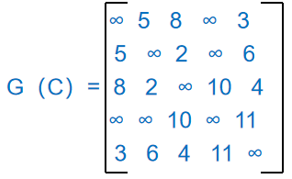 ∞ 5 8 ∞ 3
5 ∞ 2 ∞ 6
G (C) = 8 2 ∞ 10 4
∞ ∞ 10 ∞ 11
3 6 4 11 ∞